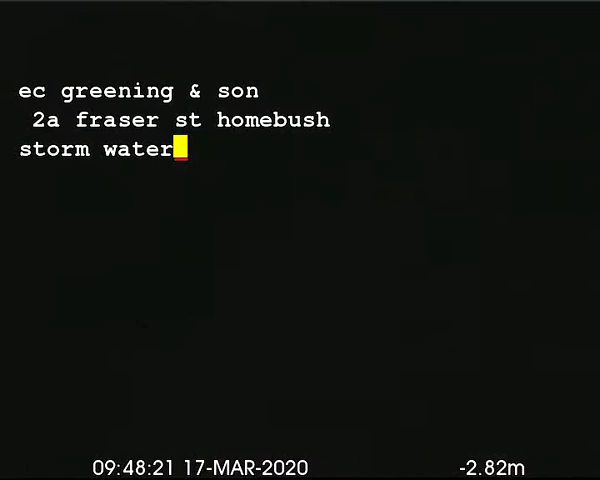 ec greening & son
2a fraser st homebush
storm water
09:48:21 17-MAR-2020 -2.82m